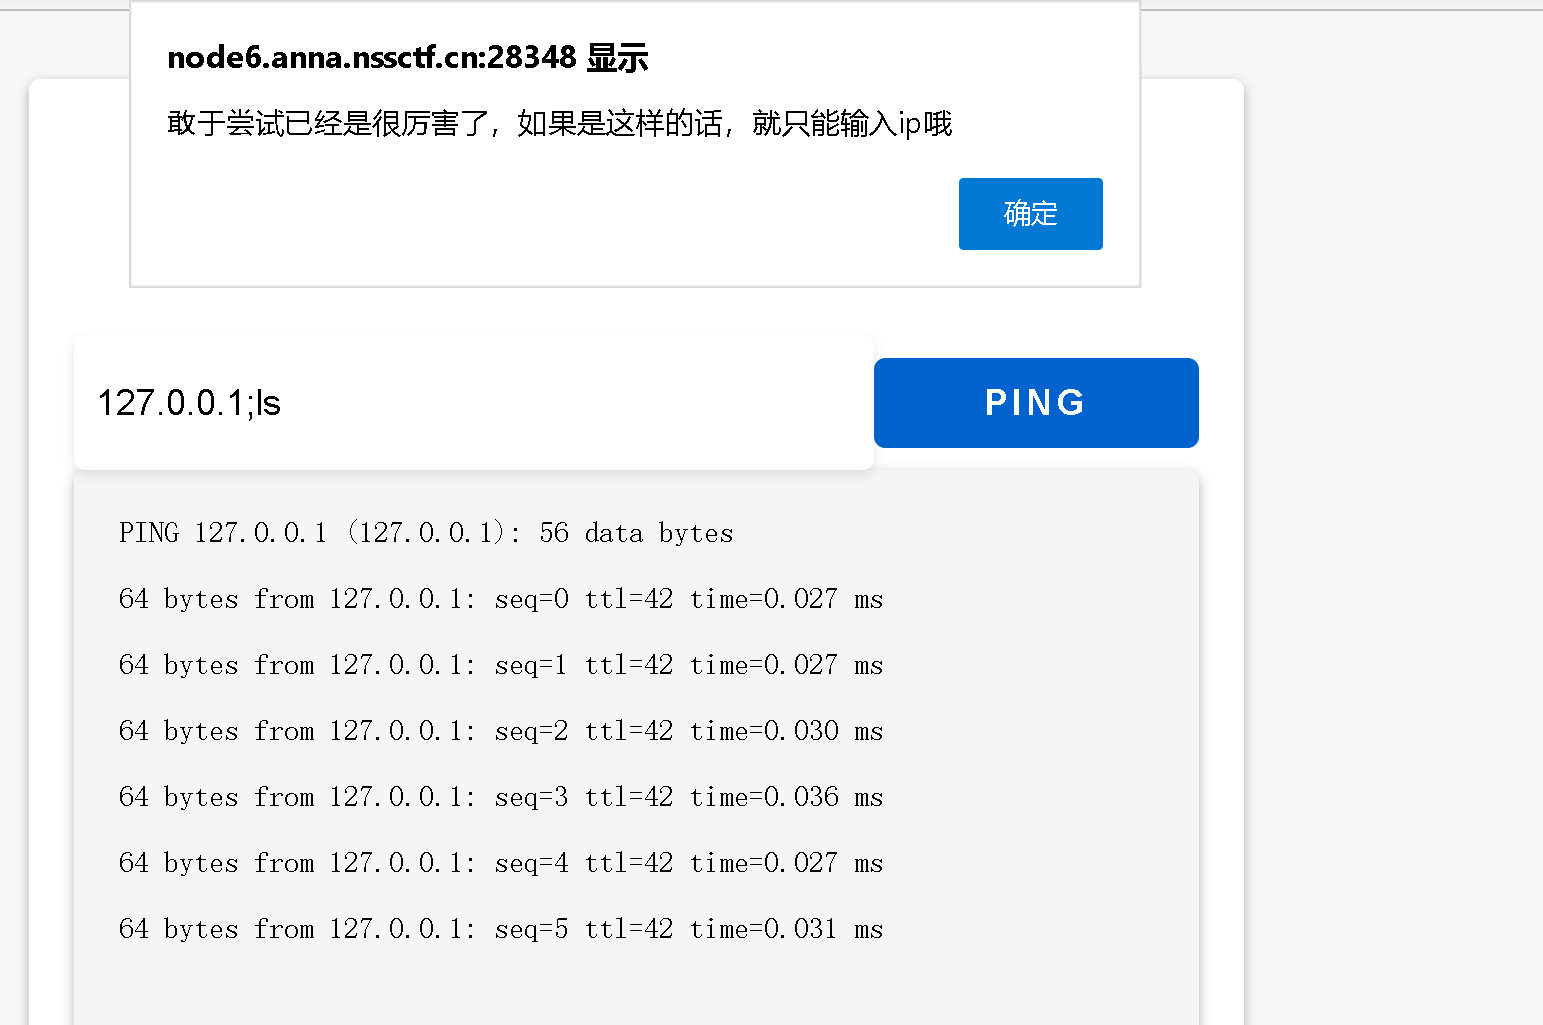 node6.anna.nssctf.cn:28348 显示
敢于尝试已经是很厉害了，如果是这样的话，就只能输入ip哦
确定
127.0.0.1;ls
PING
PING 127.0.0.1 (127.0.0.1): 56 data bytes
64 bytes from 127.0.0.1: seq=0 ttl=42 time=0.027 ms
64 bytes from 127.0.0.1: seq=1 ttl=42 time=0.027 ms
64 bytes from 127.0.0.1: seq=2 ttl=42 time=0.030 ms
64 bytes from 127.0.0.1: seq=3 ttl=42 time=0.036 ms
64 bytes from 127.0.0.1: seq=4 ttl=42 time=0.027 ms
64 bytes from 127.0.0.1: seq=5 ttl=42 time=0.031 ms